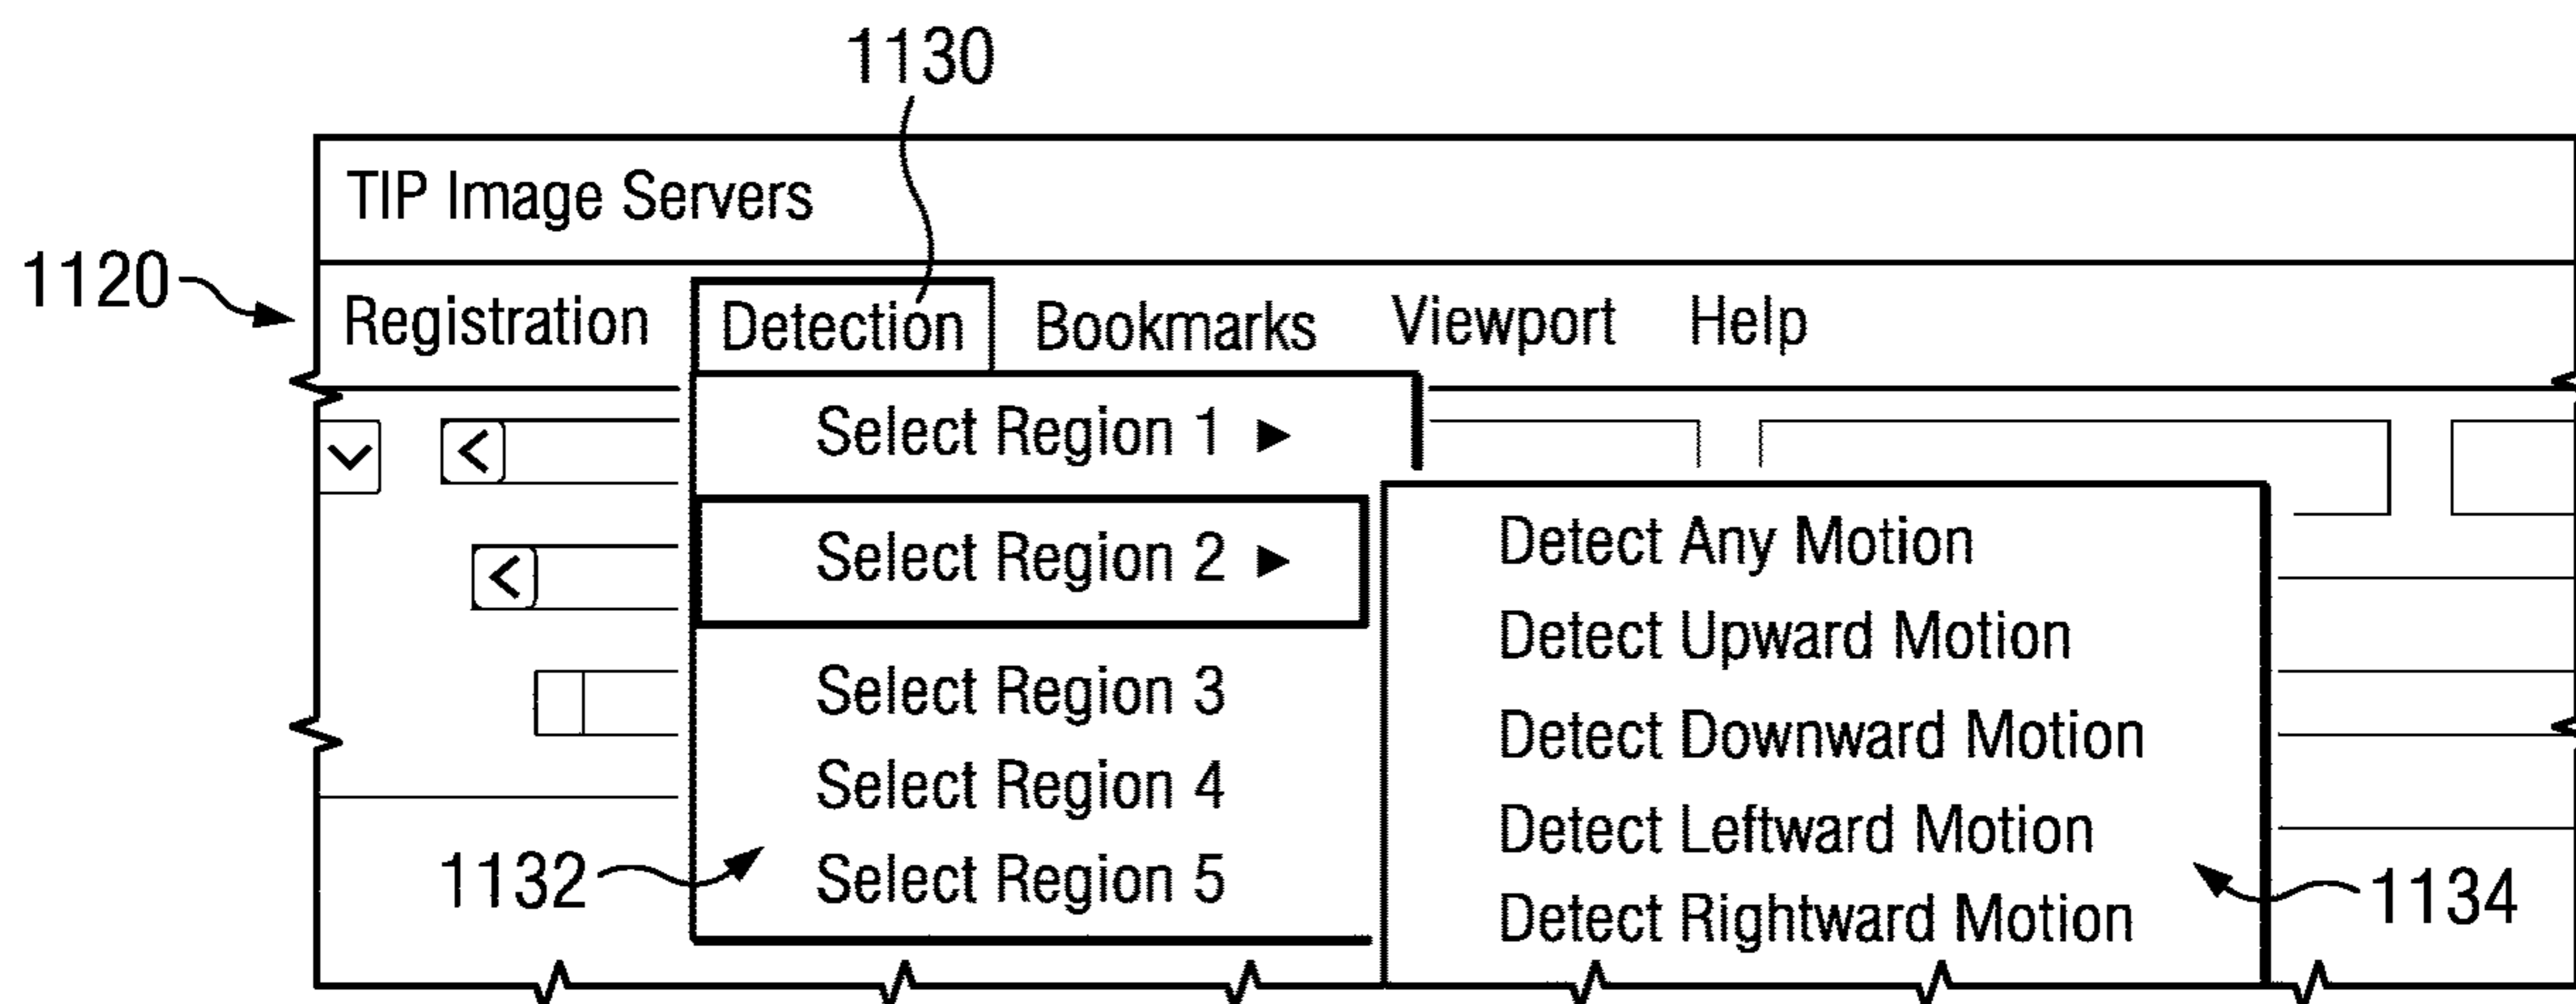 1130
TIP Image Servers
1120
Registration Detection Bookmarks Viewport Help
Select Region 1 ►
Select Region 2 ►
Select Region 3
Select Region 4
Select Region 5
1132
Detect Any Motion
Detect Upward Motion
Detect Downward Motion
Detect Leftward Motion
Detect Rightward Motion
1134